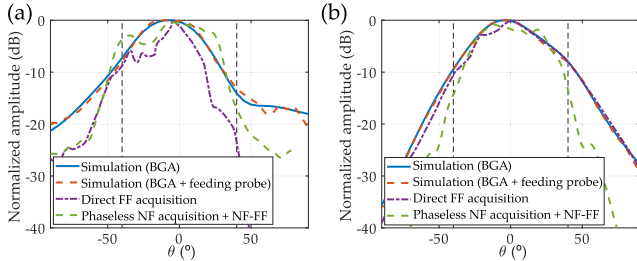 (a)
Normalized amplitude (dB)
0
-10
-20
-30
-40
-50
0
50
θ (º)
Simulation (BGA)
Simulation (BGA + feeding probe)
Direct FF acquisition
Phaseless NF acquisition + NF-FF
(b)
Normalized amplitude (dB)
0
-10
-20
-30
-40
-50
0
50
θ (º)
Simulation (BGA)
Simulation (BGA + feeding probe)
Direct FF acquisition
Phaseless NF acquisition + NF-FF